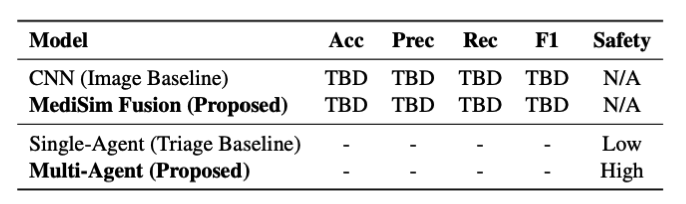 Model Acc Prec Rec F1 Safety
CNN (Image Baseline) TBD TBD TBD TBD N/A
MediSim Fusion (Proposed) TBD TBD TBD TBD N/A
Single-Agent (Triage Baseline) - - - - Low
Multi-Agent (Proposed) - - - - High